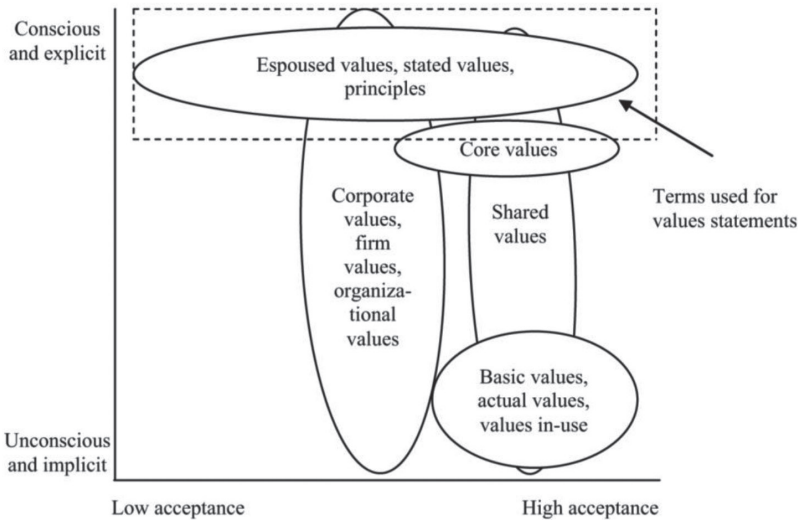 Conscious
and explicit
Espoused values, stated values,
principles
Core values
Terms used for
values statements
Corporate
values,
firm
values,
organiza-
tional
values
Shared
values
Basic values,
actual values,
values in-use
Unconscious
and implicit
Low acceptance
High acceptance